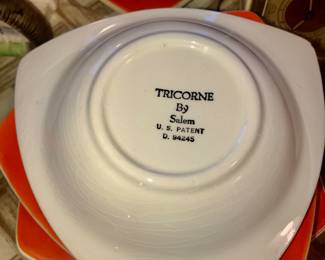 TRICORNE
B9
Salem
U. S. PATENT
D. 94245